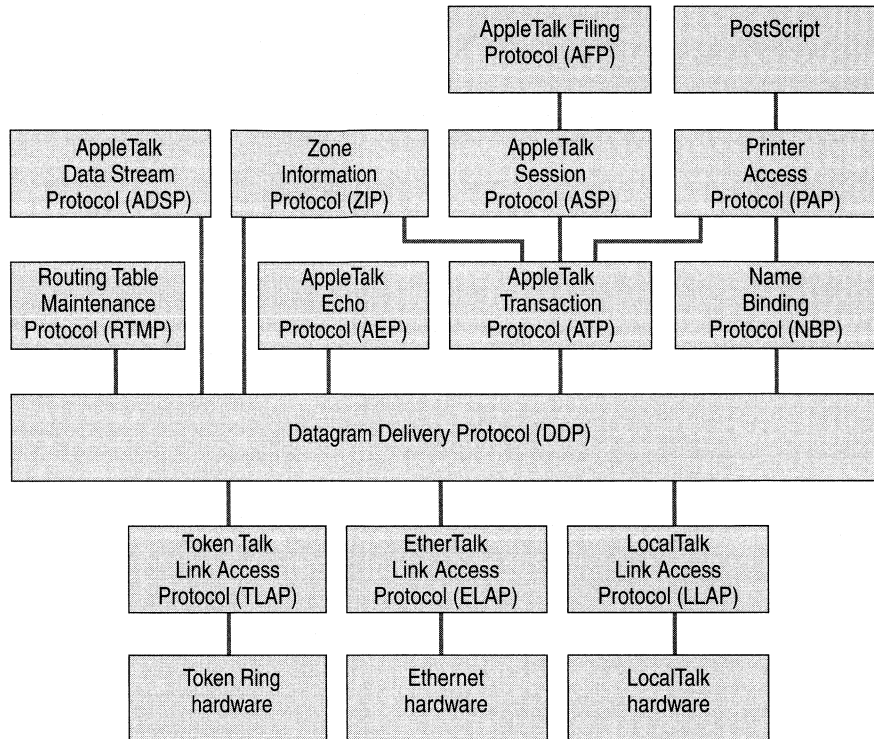 AppleTalk Filing
Protocol (AFP)
PostScript
AppleTalk
Data Stream
Protocol (ADSP)
Zone
Information
Protocol (ZIP)
AppleTalk
Session
Protocol (ASP)
Printer
Access
Protocol (PAP)
Routing Table
Maintenance
Protocol (RTMP)
AppleTalk
Echo
Protocol (AEP)
AppleTalk
Transaction
Protocol (ATP)
Name
Binding
Protocol (NBP)
Datagram Delivery Protocol (DDP)
Token Talk
Link Access
Protocol (TLAP)
EtherTalk
Link Access
Protocol (ELAP)
LocalTalk
Link Access
Protocol (LLAP)
Token Ring
hardware
Ethernet
hardware
LocalTalk
hardware